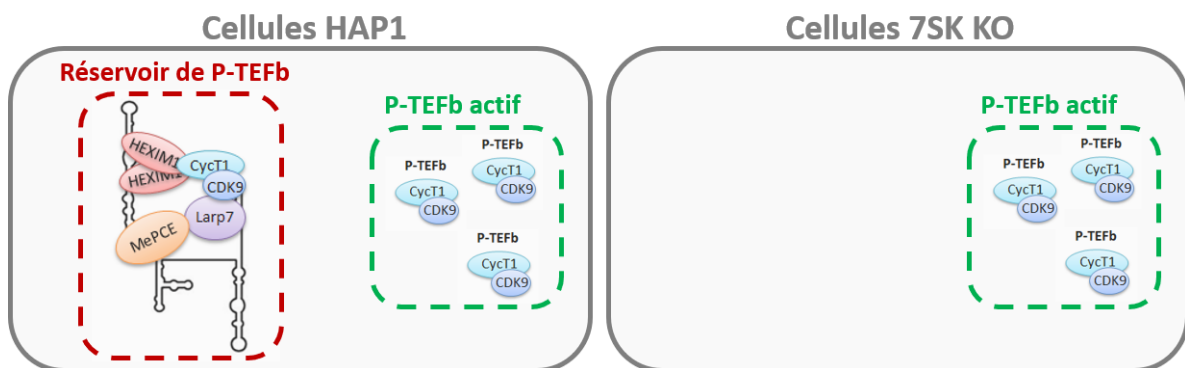 Cellules HAP1
Réservoir de P-TEFb
HEXIM1
HEXIM1
CycT1
CDK9
Larp7
MePCE
P-TEFb actif
P-TEFb
CycT1
CDK9
P-TEFb
CycT1
CDK9
P-TEFb
CycT1
CDK9
Cellules 7SK KO
P-TEFb actif
P-TEFb
CycT1
CDK9
P-TEFb
CycT1
CDK9
P-TEFb
CycT1
CDK9